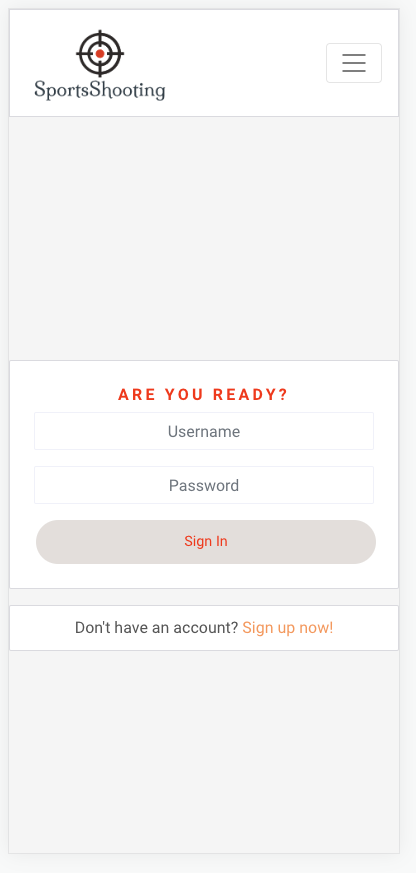 SportsShooting
ARE YOU READY?
Username
Password
Sign In
Don't have an account? Sign up now!